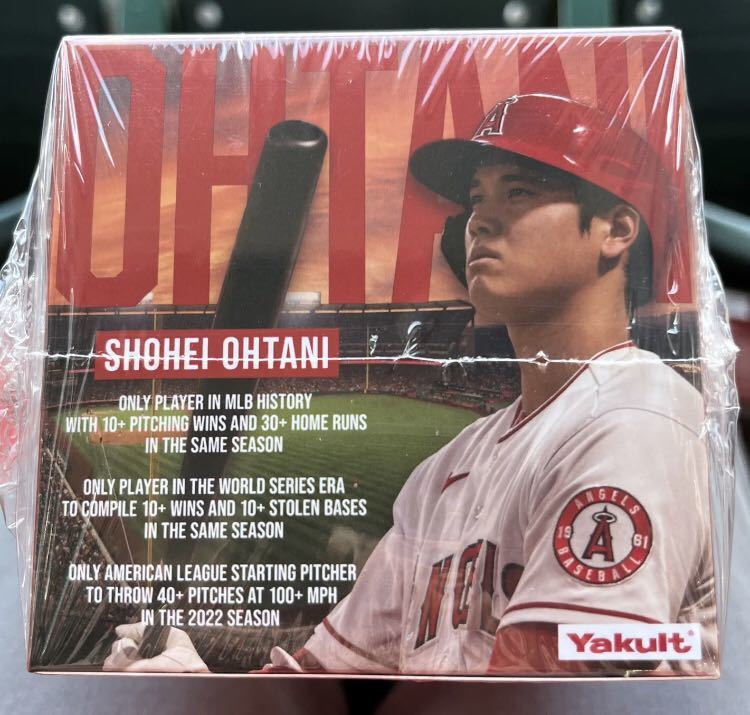 OHTANI
A
SHOHEI OHTANI
ONLY PLAYER IN MLB HISTORY
WITH 10+ PITCHING WINS AND 30+ HOME RUNS
IN THE SAME SEASON
ONLY PLAYER IN THE WORLD SERIES ERA
TO COMPILE 10+ WINS AND 10+ STOLEN BASES
IN THE SAME SEASON
ONLY AMERICAN LEAGUE STARTING PITCHER
TO THROW 40+ PITCHES AT 100+ MPH
IN THE 2022 SEASON
ANGELS
19 A 61
BASEBALL
Yakult